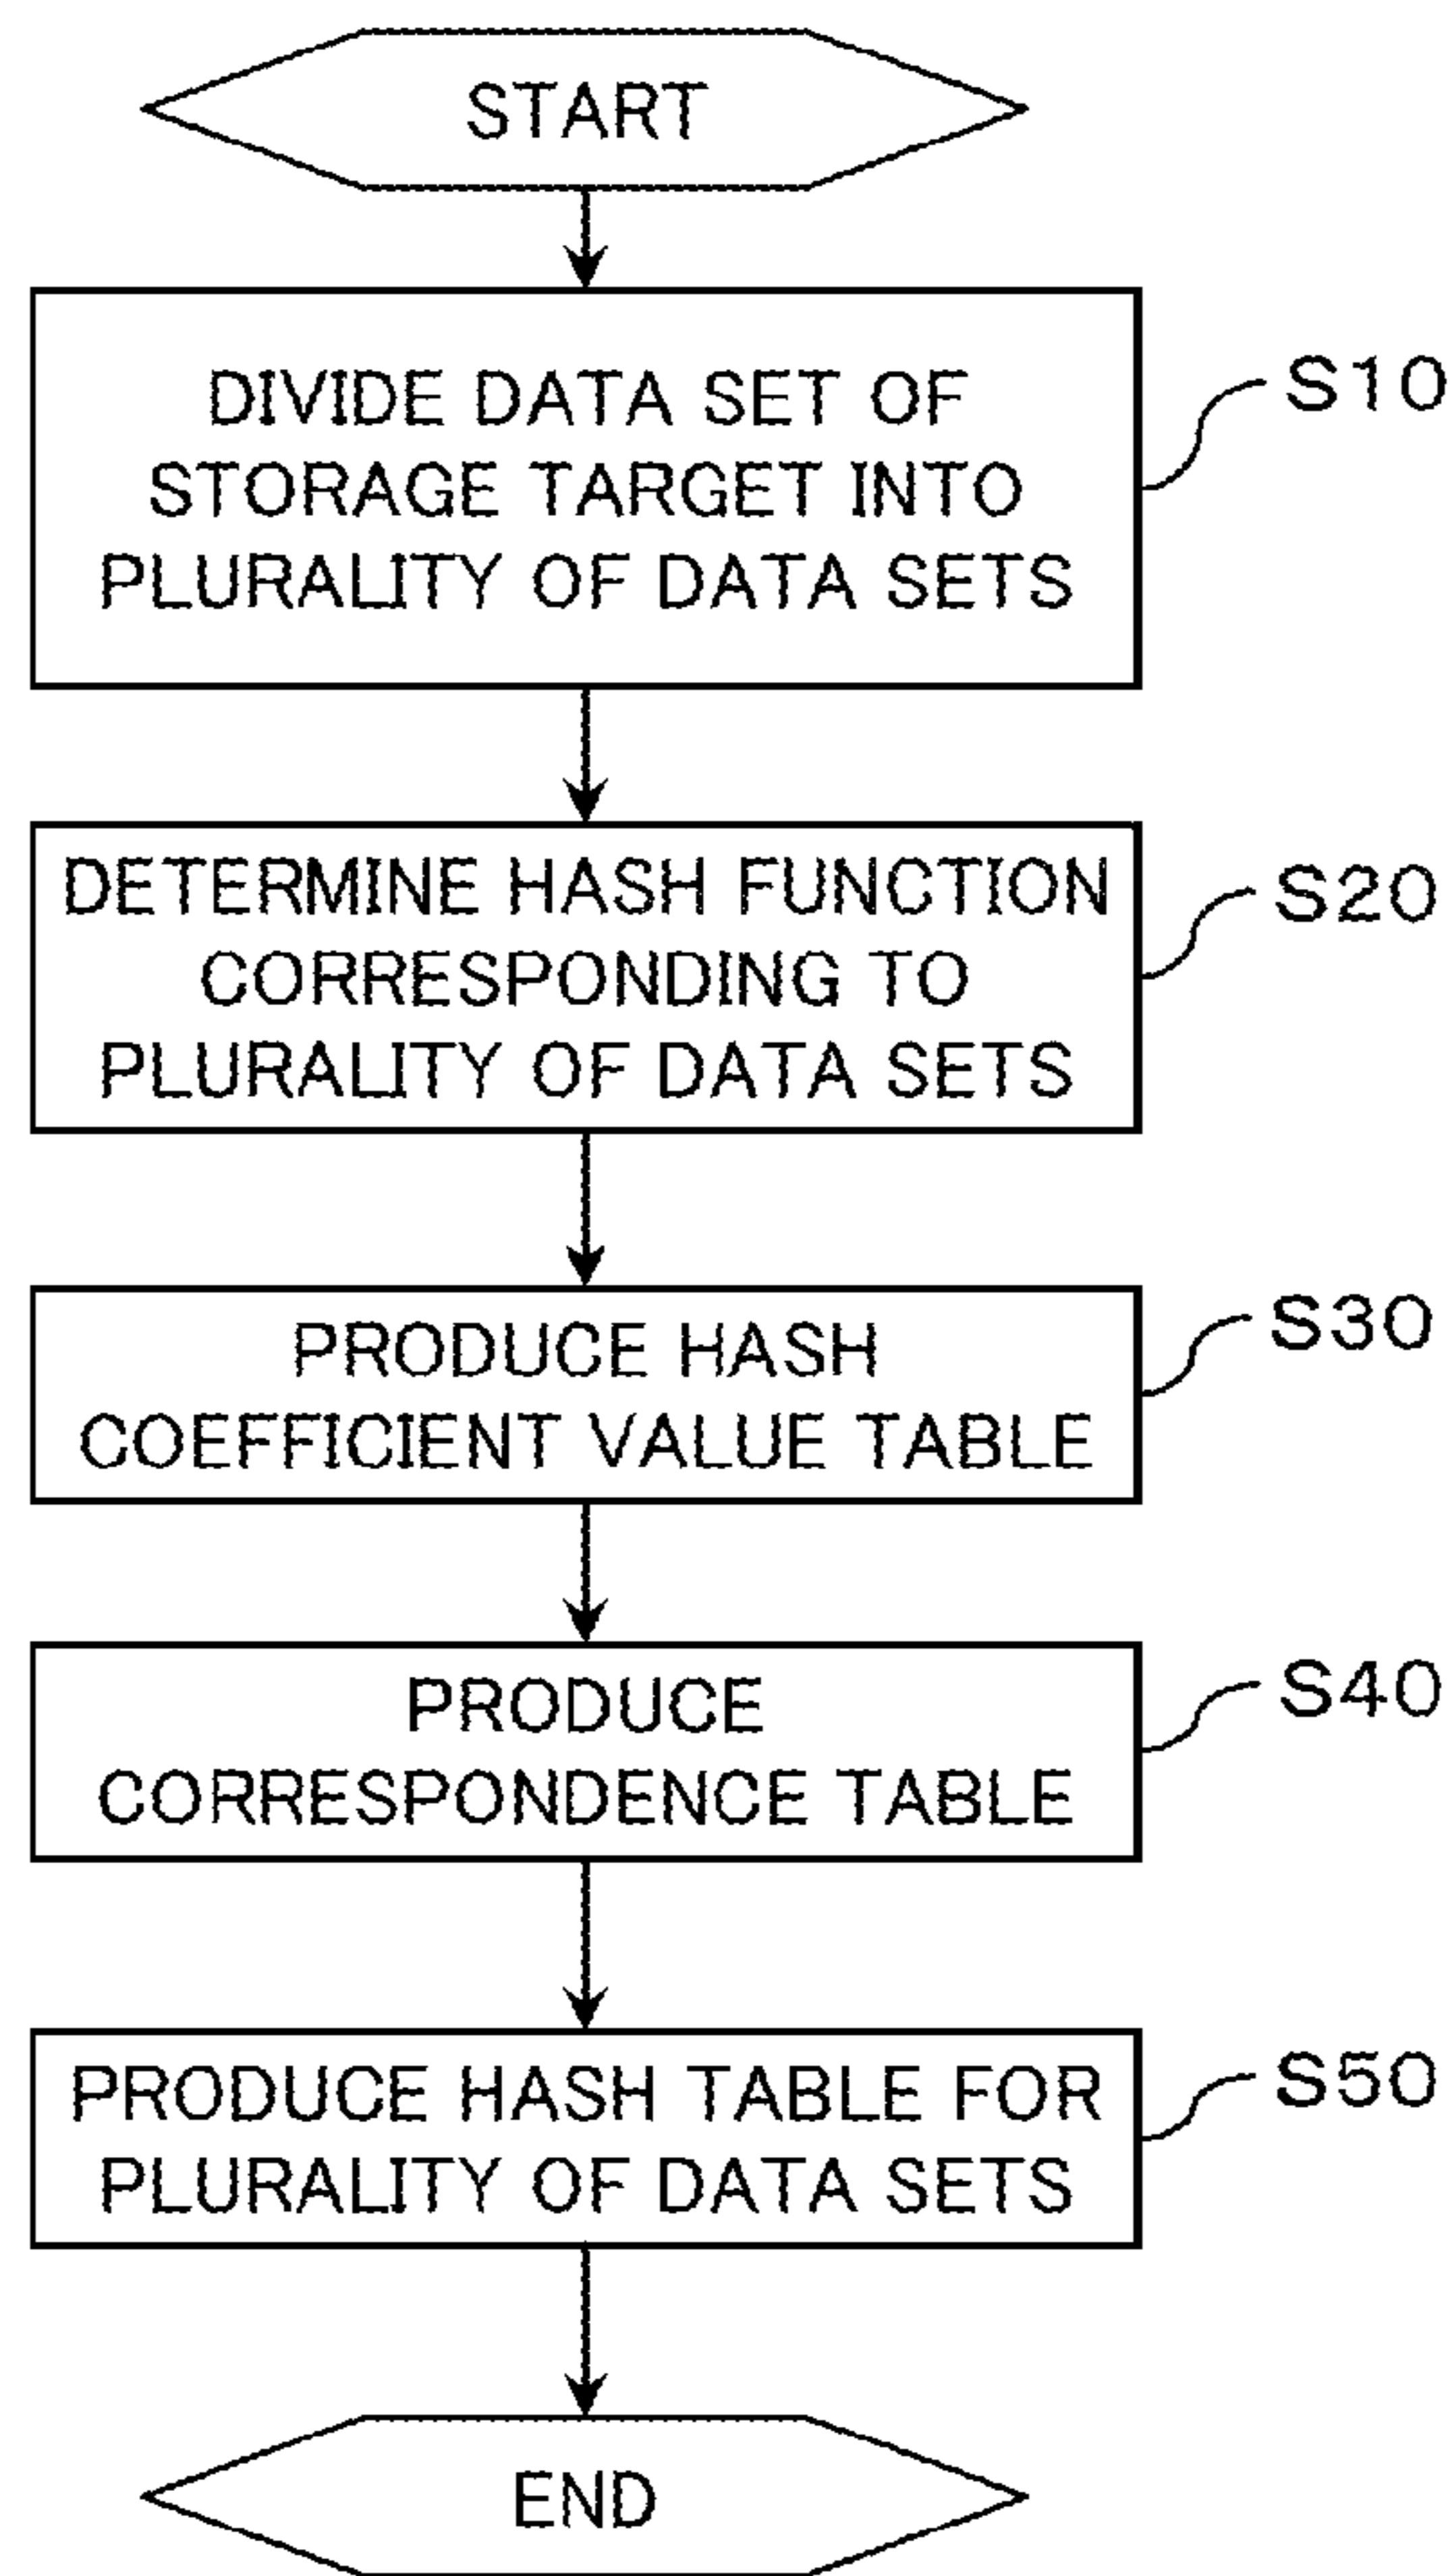 START
DIVIDE DATA SET OF
STORAGE TARGET INTO
PLURALITY OF DATA SETS
S10
DETERMINE HASH FUNCTION
CORRESPONDING TO
PLURALITY OF DATA SETS
S20
PRODUCE HASH
COEFFICIENT VALUE TABLE
S30
PRODUCE
CORRESPONDENCE TABLE
S40
PRODUCE HASH TABLE FOR
PLURALITY OF DATA SETS
S50
END